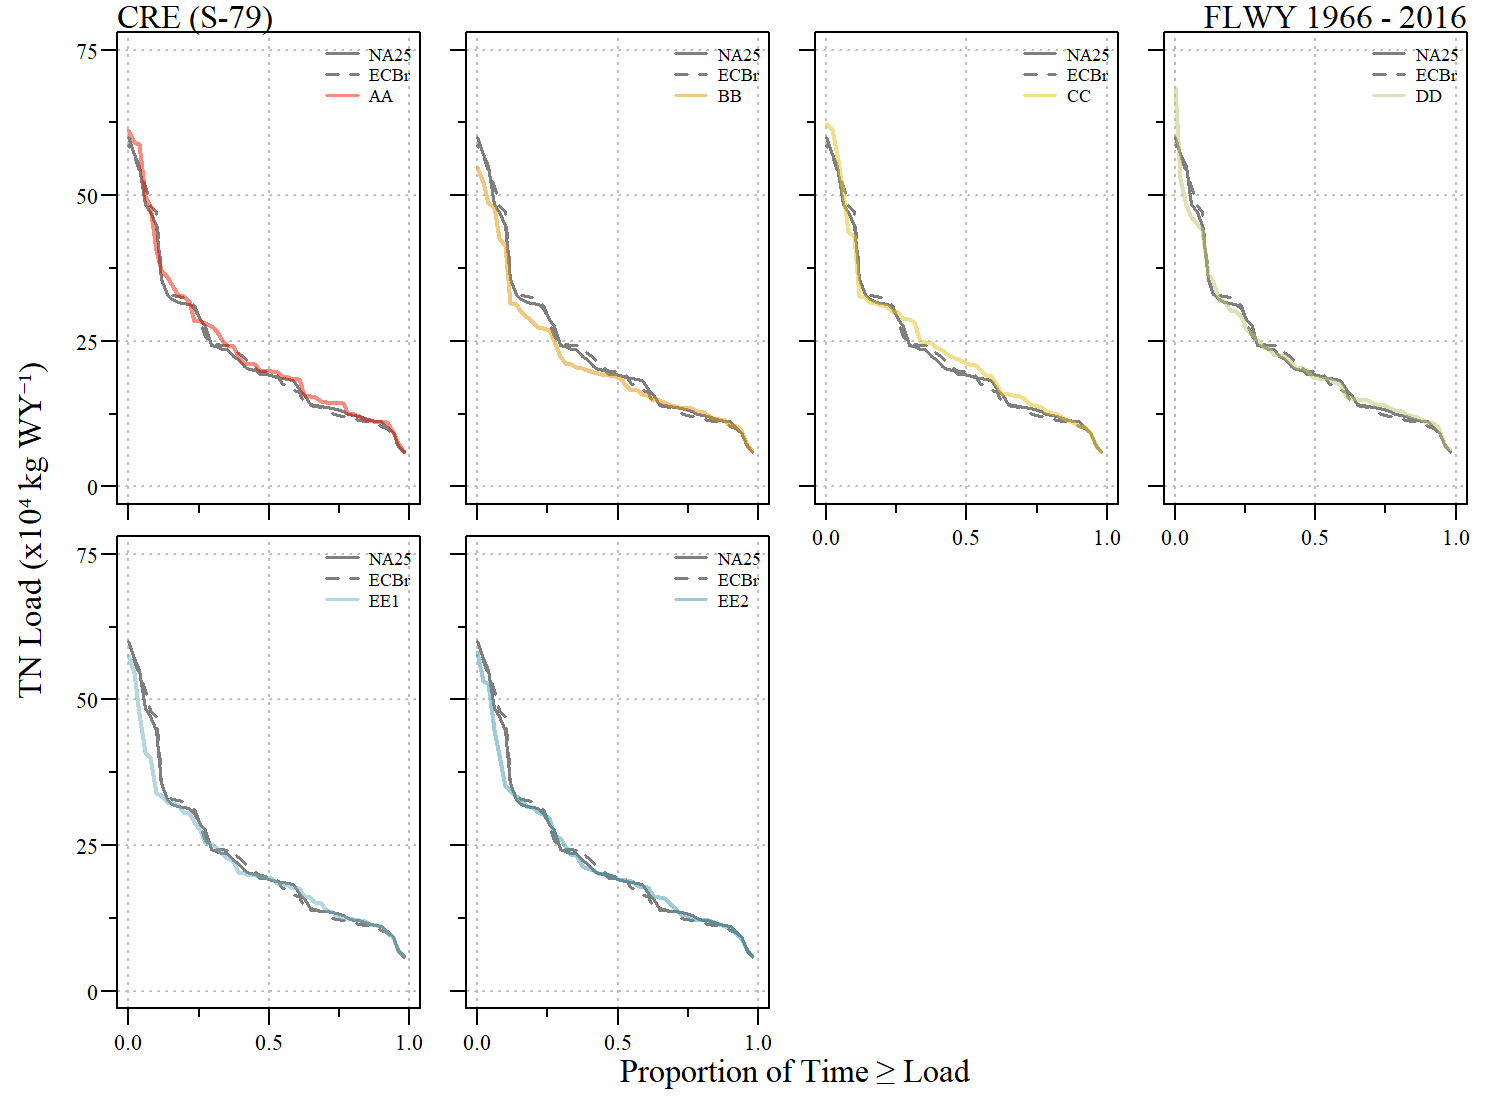 CRE (S-79)
FLWY 1966 - 2016
TN Load (x10⁴ kg WY⁻¹)
75
50
25
0
NA25
ECBr
AA
NA25
ECBr
BB
NA25
ECBr
CC
0.0 0.5 1.0
NA25
ECBr
DD
0.0 0.5 1.0
75
50
25
0
NA25
ECBr
EE1
0.0 0.5 1.0
NA25
ECBr
EE2
0.0 0.5 1.0
Proportion of Time ≥ Load